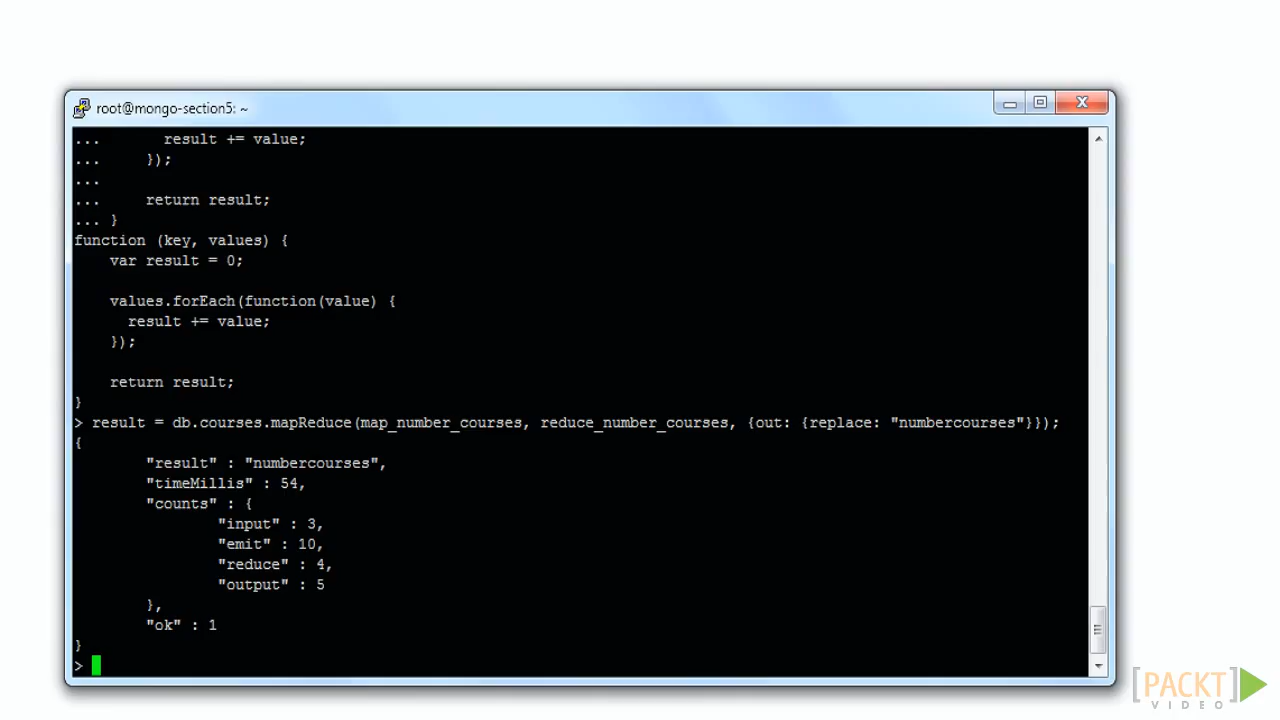 root@mongo-section5: ~
...       result += value;
...     });
...
...     return result;
... }
function (key, values) {
    var result = 0;

    values.forEach(function(value) {
      result += value;
    });

    return result;
}
> result = db.courses.mapReduce(map_number_courses, reduce_number_courses, {out: {replace: "numbercourses"}});
{
        "result" : "numbercourses",
        "timeMillis" : 54,
        "counts" : {
                "input" : 3,
                "emit" : 10,
                "reduce" : 4,
                "output" : 5
        },
        "ok" : 1
}
>
[PACKT]
VIDEO